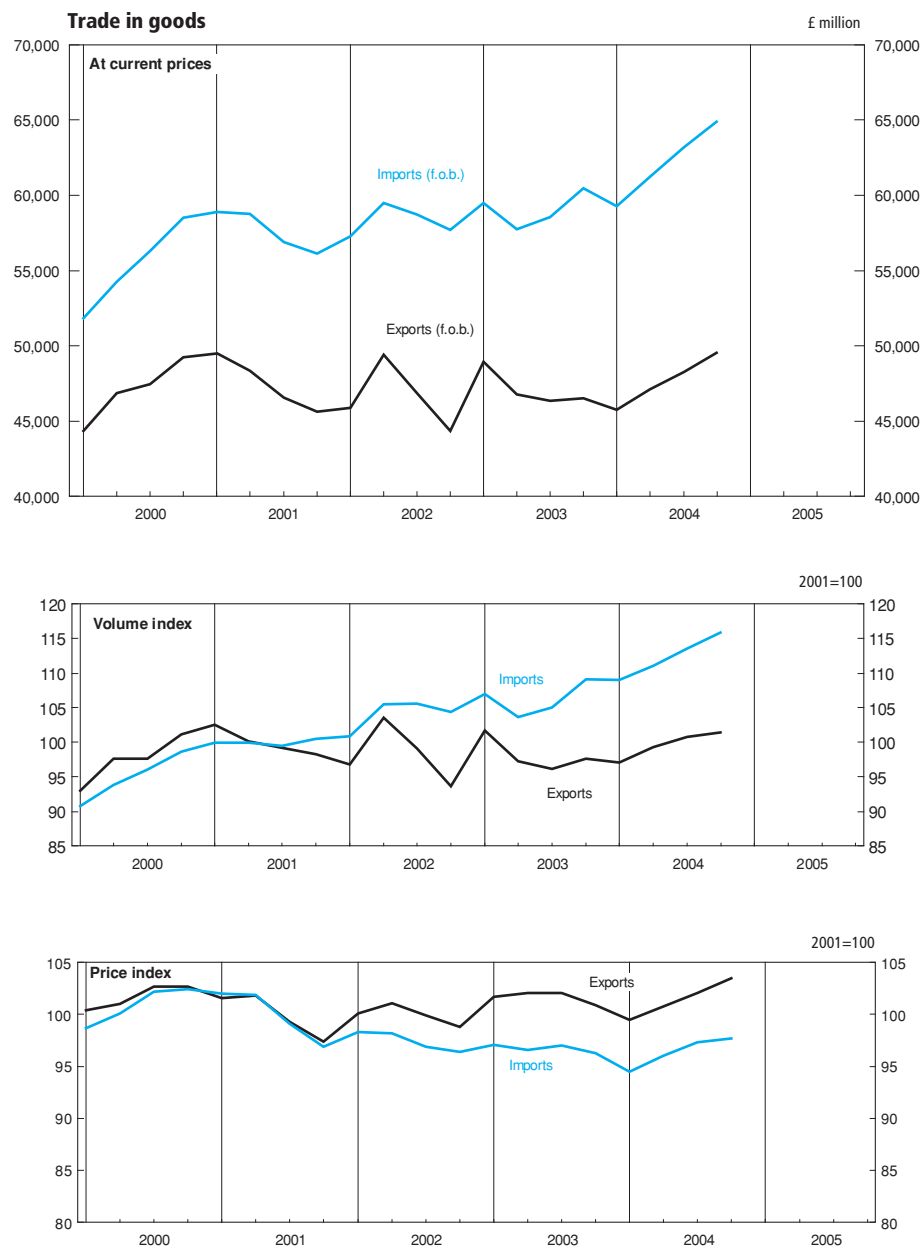 Trade in goods
£ million
70,000 70,000
At current prices
65,000 65,000
Imports (f.o.b.)
60,000 60,000
55,000 55,000
Exports (f.o.b.)
50,000 50,000
45,000 45,000
40,000 40,000
2000 2001 2002 2003 2004 2005
2001=100
120 120
Volume index
115 115
Imports
110 110
105 105
100 100
95 95
Exports
90 90
85 85
2000 2001 2002 2003 2004 2005
2001=100
105 105
Price index
Exports
100 100
Imports
95 95
90 90
85 85
80 80
2000 2001 2002 2003 2004 2005